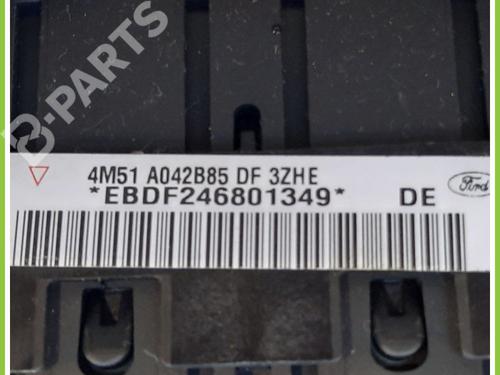 B-PARTS
4M51 A042B85 DF 3ZHE
*EBDF246801349* DE Ford